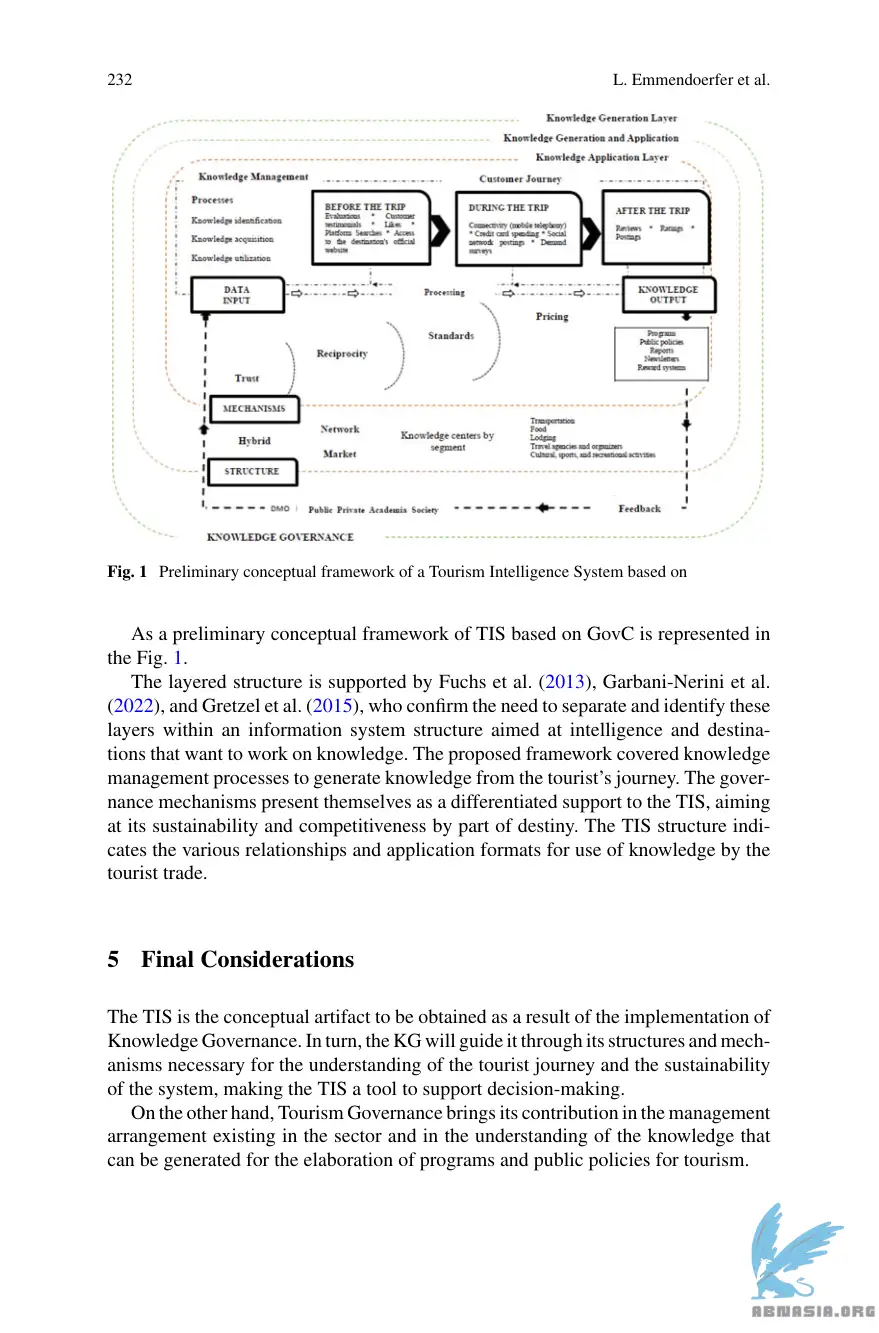 232
L. Emmendoerfer et al.
Knowledge Generation Layer
Knowledge Generation and Application
Knowledge Application Layer
Knowledge Management
Customer Journey
Processes
Knowledge identification
Knowledge acquisition
Knowledge utilization
BEFORE THE TRIP
Evaluations * Customer
testimonials * Likes *
Platform Searches * Access
to the destination's official
website
DURING THE TRIP
Connectivity (mobile telephony)
* Credit card spending * Social
network postings * Demand
surveys
AFTER THE TRIP
Reviews * Ratings *
Postings
DATA
INPUT
Processing
KNOWLEDGE
OUTPUT
Pricing
Standards
Reciprocity
Trust
Programs
Public policies
Reports
Newsletters
Reward systems
MECHANISMS
Hybrid
Network
Market
Knowledge centers by
segment
Transportation
Food
Lodging
Travel agencies and organizers
Cultural, sports, and recreational activities
STRUCTURE
DMO
Public Private Academia Society
Feedback
KNOWLEDGE GOVERNANCE
Fig. 1 Preliminary conceptual framework of a Tourism Intelligence System based on
As a preliminary conceptual framework of TIS based on GovC is represented in
the Fig. 1.
The layered structure is supported by Fuchs et al. (2013), Garbani-Nerini et al.
(2022), and Gretzel et al. (2015), who confirm the need to separate and identify these
layers within an information system structure aimed at intelligence and destina-
tions that want to work on knowledge. The proposed framework covered knowledge
management processes to generate knowledge from the tourist's journey. The gover-
nance mechanisms present themselves as a differentiated support to the TIS, aiming
at its sustainability and competitiveness by part of destiny. The TIS structure indi-
cates the various relationships and application formats for use of knowledge by the
tourist trade.
5 Final Considerations
The TIS is the conceptual artifact to be obtained as a result of the implementation of
Knowledge Governance. In turn, the KG will guide it through its structures and mech-
anisms necessary for the understanding of the tourist journey and the sustainability
of the system, making the TIS a tool to support decision-making.
On the other hand, Tourism Governance brings its contribution in the management
arrangement existing in the sector and in the understanding of the knowledge that
can be generated for the elaboration of programs and public policies for tourism.
ABNASIA.ORG